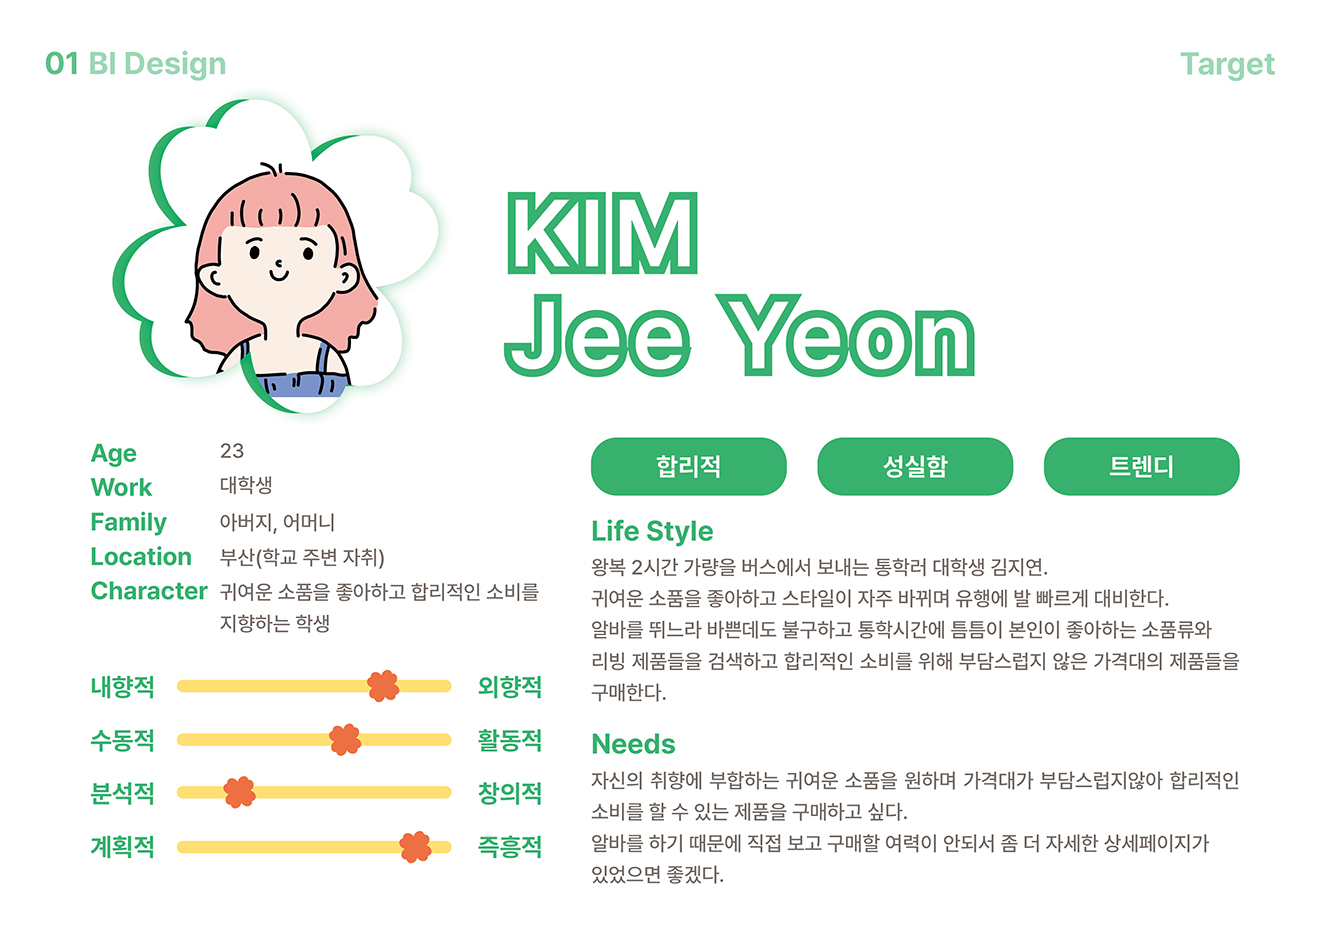 01 BI Design
Target
KIM
Jee Yeon
Age 23
Work 대학생
Family 아버지, 어머니
Location 부산(학교 주변 자취)
Character 귀여운 소품을 좋아하고 합리적인 소비를
지향하는 학생
내향적 외향적
수동적 활동적
분석적 창의적
계획적 즉흥적
합리적 성실함 트렌디
Life Style
왕복 2시간 가량을 버스에서 보내는 통학러 대학생 김지연.
귀여운 소품을 좋아하고 스타일이 자주 바뀌며 유행에 발 빠르게 대비한다.
알바를 뛰느라 바쁜데도 불구하고 통학시간에 틈틈이 본인이 좋아하는 소품류와
리빙 제품들을 검색하고 합리적인 소비를 위해 부담스럽지 않은 가격대의 제품들을
구매한다.
Needs
자신의 취향에 부합하는 귀여운 소품을 원하며 가격대가 부담스럽지않아 합리적인
소비를 할 수 있는 제품을 구매하고 싶다.
알바를 하기 때문에 직접 보고 구매할 여력이 안되서 좀 더 자세한 상세페이지가
있었으면 좋겠다.